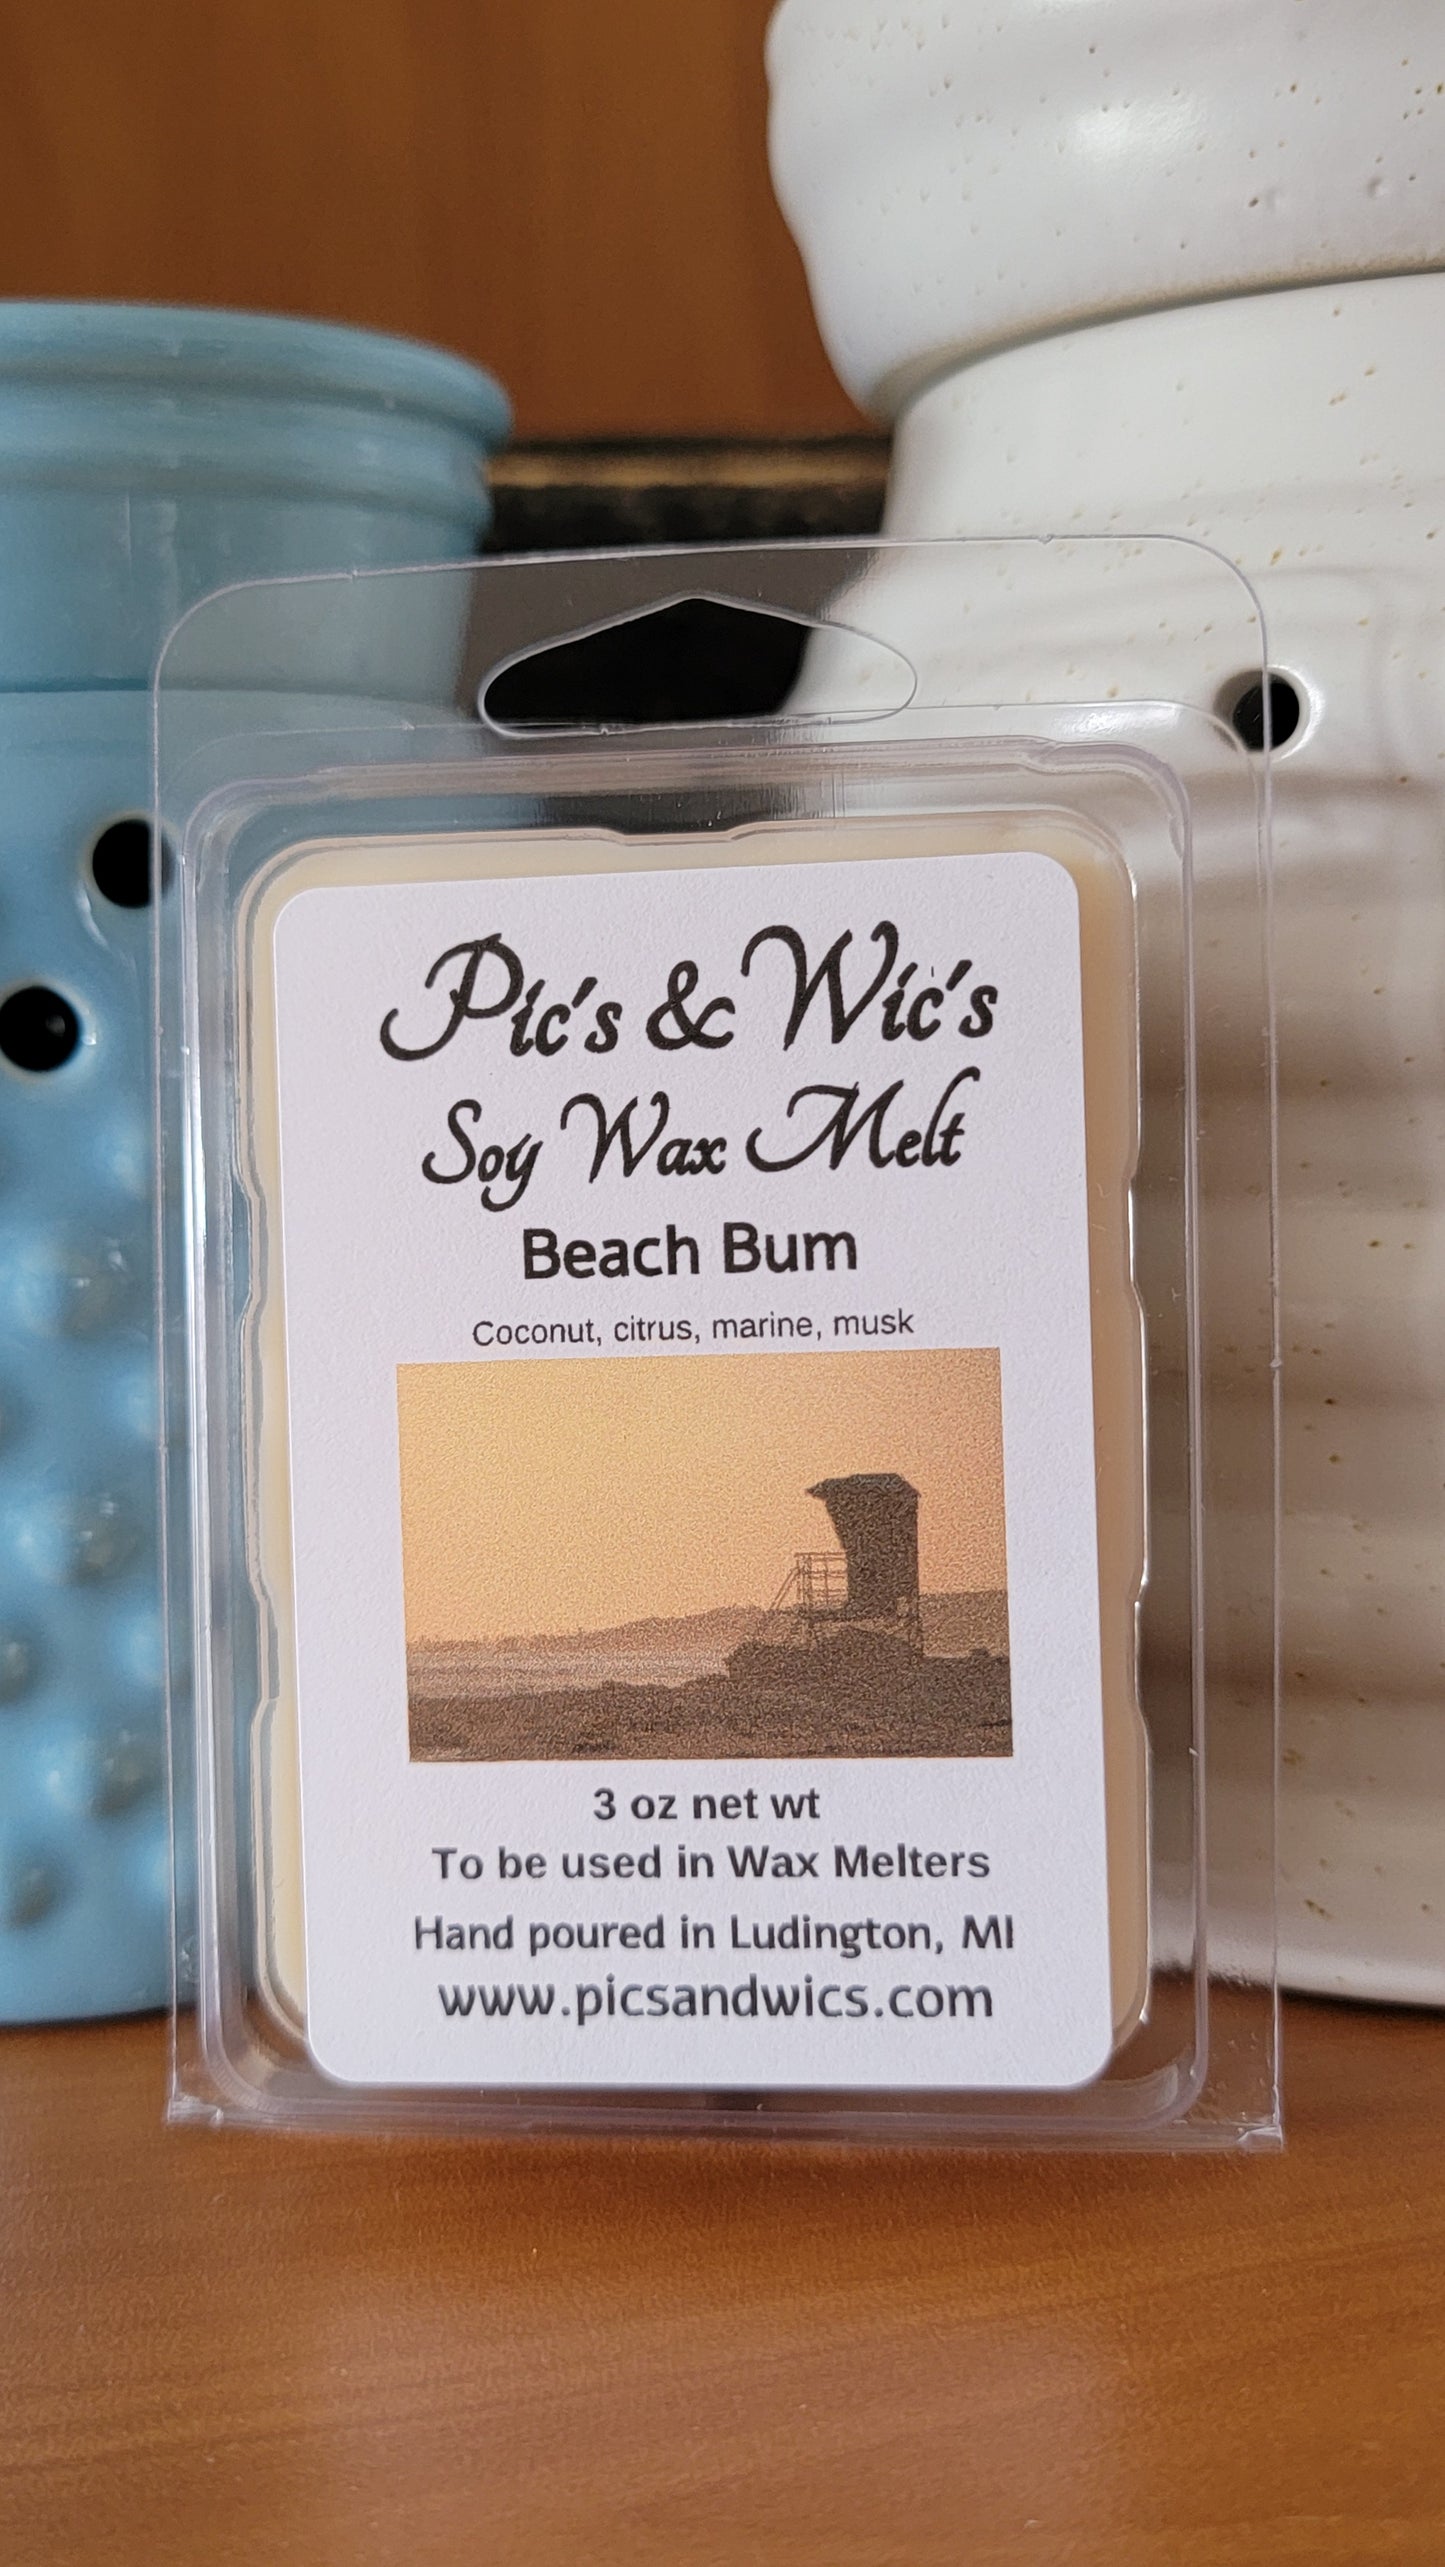 Pic's & Wic's
Soy Wax Melt
Beach Bum
Coconut, citrus, marine, musk
3 oz net wt
To be used in Wax Melters
Hand poured in Ludington, MI
www.picsandwics.com